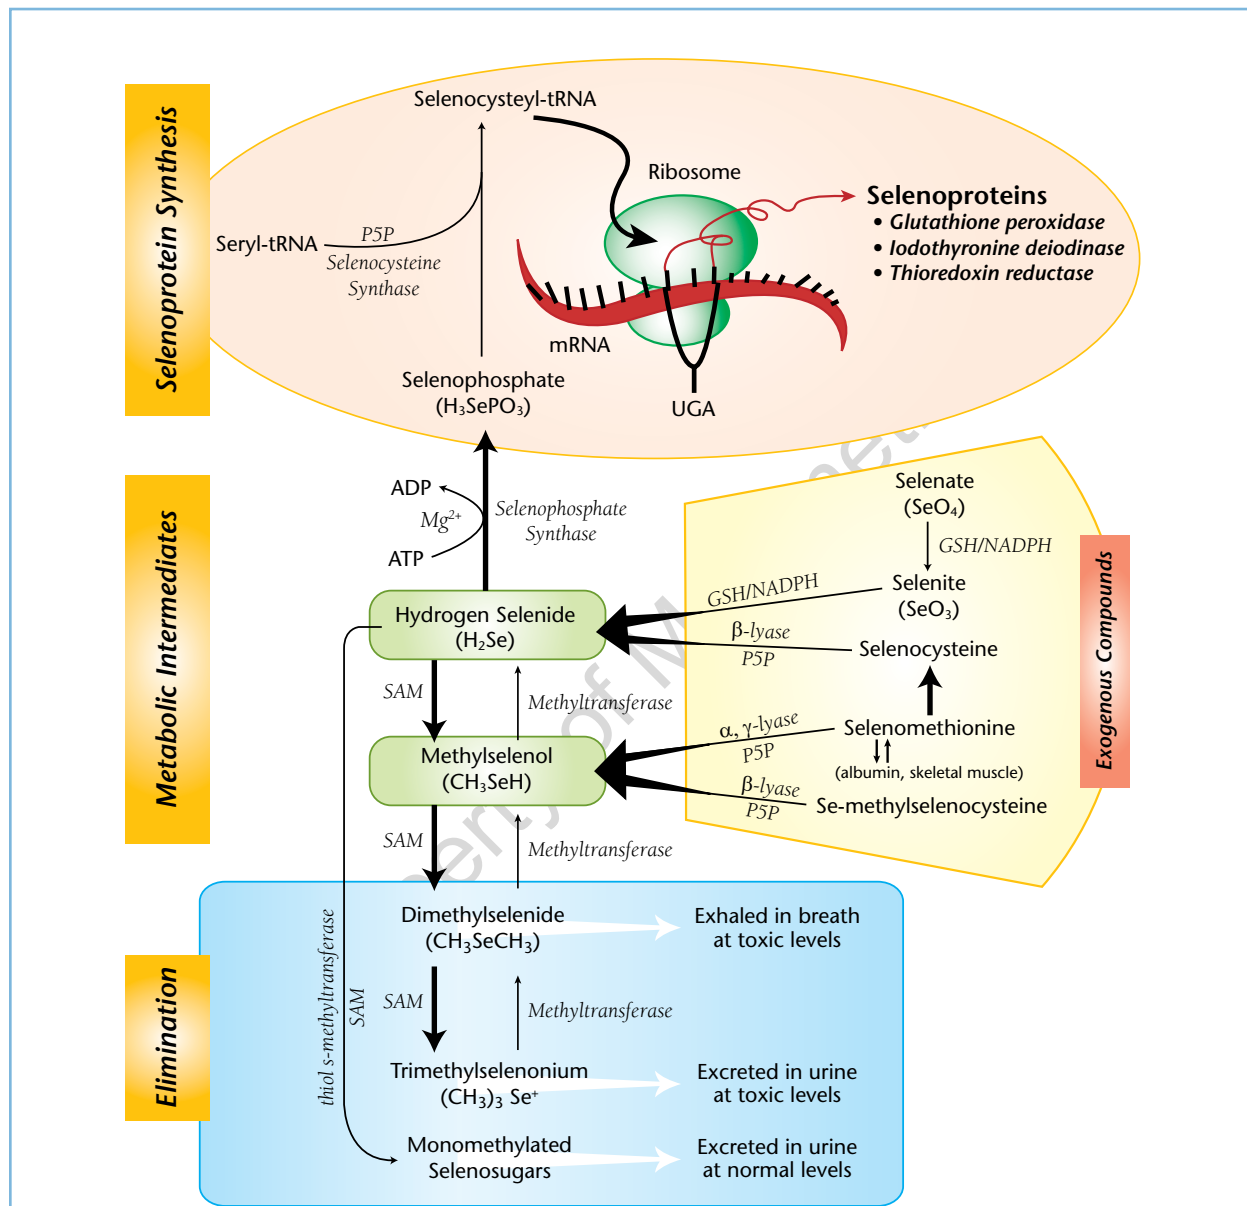 Selenoprotein Synthesis
Selenocysteyl-tRNA
Ribosome
Selenoproteins
• Glutathione peroxidase
• Iodothyronine deiodinase
• Thioredoxin reductase
Seryl-tRNA
P5P
Selenocysteine
Synthase
mRNA
UGA
Selenophosphate
(H₃SePO₃)
Metabolic Intermediates
ADP
Mg²⁺
ATP
Selenophosphate
Synthase
Hydrogen Selenide
(H₂Se)
SAM
Methyltransferase
Methylselenol
(CH₃SeH)
SAM
Methyltransferase
Exogenous Compounds
Selenate
(SeO₄)
GSH/NADPH
Selenite
(SeO₃)
GSH/NADPH
β-lyase
P5P
Selenocysteine
α, γ-lyase
P5P
Selenomethionine
(albumin, skeletal muscle)
β-lyase
P5P
Se-methylselenocysteine
Elimination
thiol s-methyltransferase
SAM
Dimethylselenide
(CH₃SeCH₃)
Exhaled in breath
at toxic levels
SAM
Methyltransferase
Trimethylselenonium
(CH₃)₃ Se⁺
Excreted in urine
at toxic levels
Monomethylated
Selenosugars
Excreted in urine
at normal levels